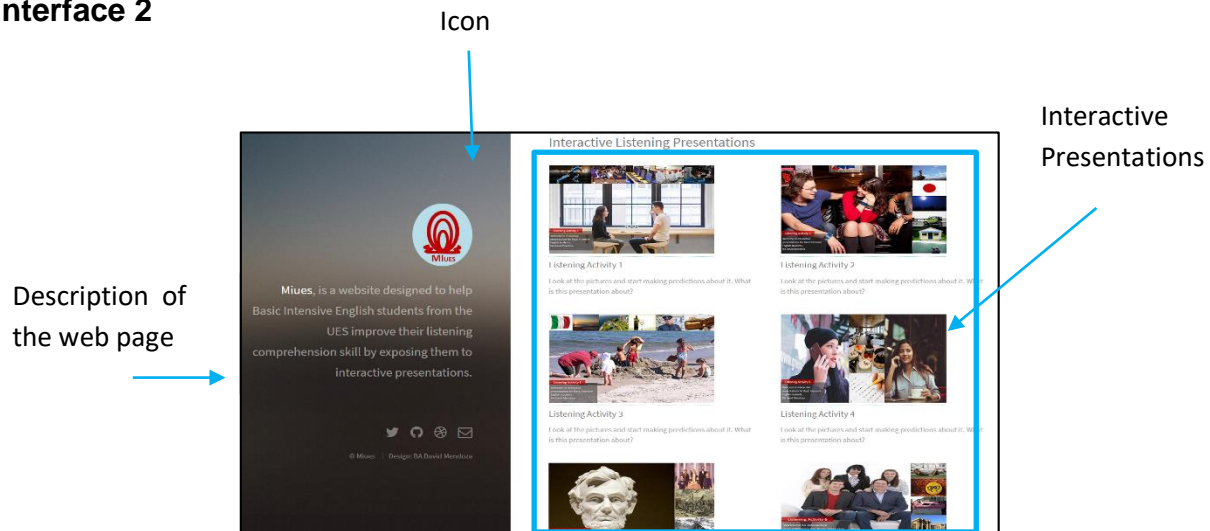 nterface 2
Icon
Interactive
Presentations
Description of
the web page
MIues
Miues, is a website designed to help
Basic Intensive English students from the
UES improve their listening
comprehension skill by exposing them to
interactive presentations.
© Miues | Design: BA David Mendoza
Interactive Listening Presentations
Listening Activity 1
Look at the pictures and start making predictions about it. What
is this presentation about?
Listening Activity 2
Look at the pictures and start making predictions about it. What
is this presentation about?
Listening Activity 3
Look at the pictures and start making predictions about it. What
is this presentation about?
Listening Activity 4
Look at the pictures and start making predictions about it. What
is this presentation about?
Listening Activity 6